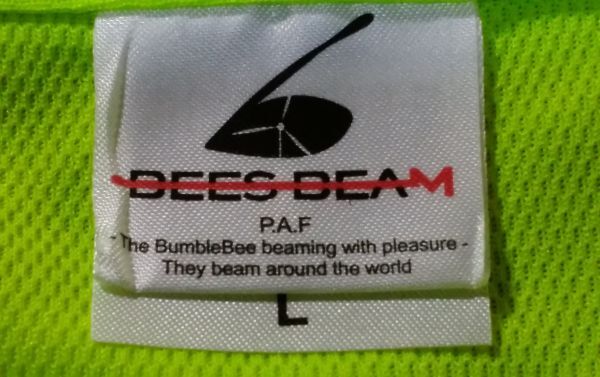 BEES BEAM
P.A.F
- The BumbleBee beaming with pleasure -
They beam around the world
L